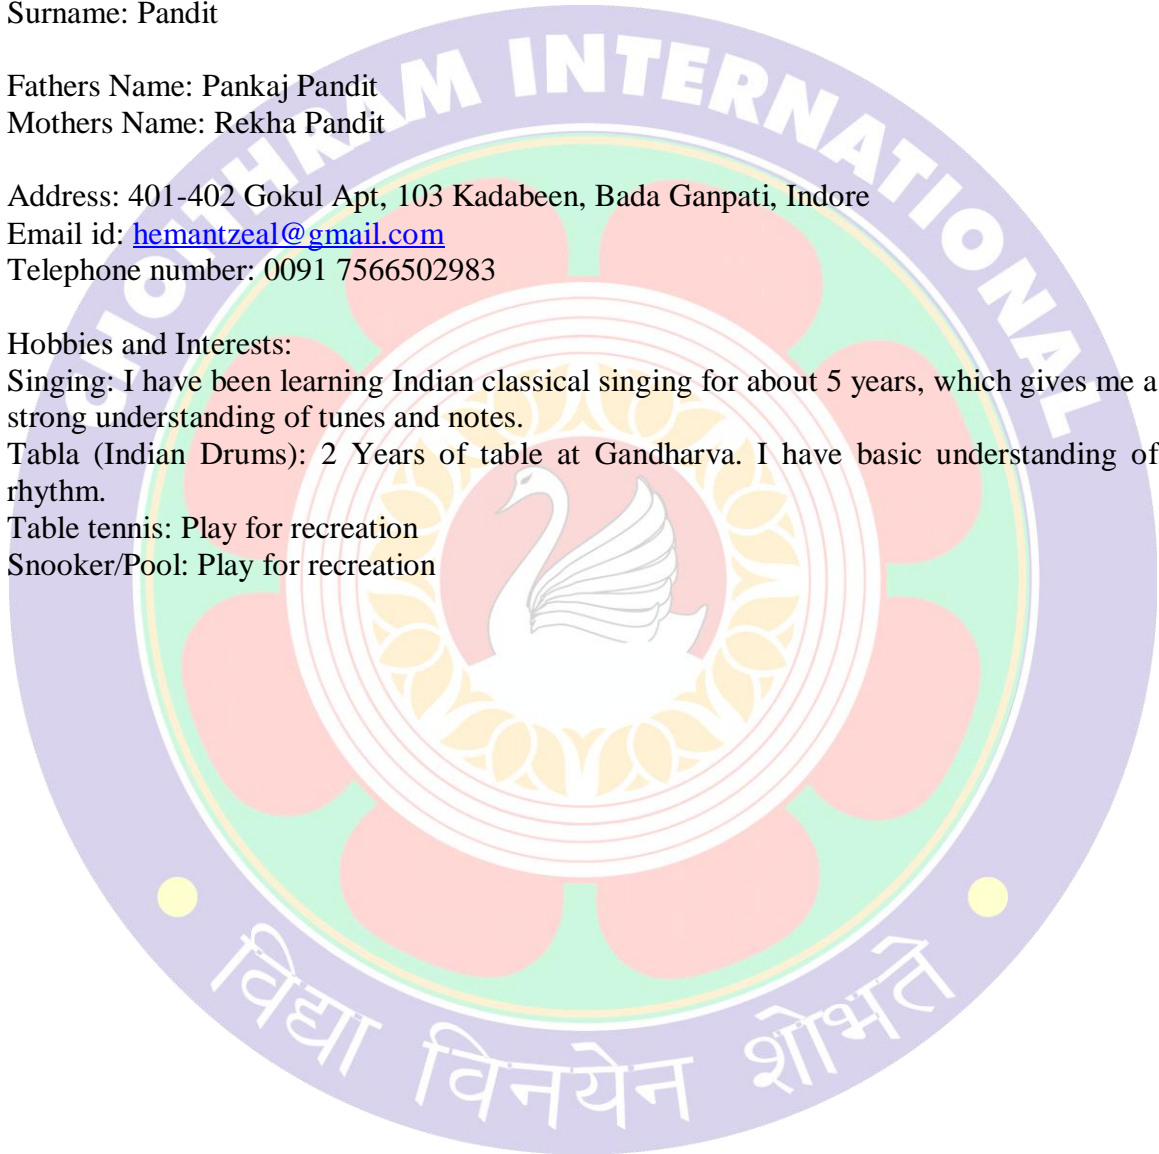 Surname: Pandit
Fathers Name: Pankaj Pandit
Mothers Name: Rekha Pandit
Address: 401-402 Gokul Apt, 103 Kadabeen, Bada Ganpati, Indore
Email id: hemantzeal@gmail.com
Telephone number: 0091 7566502983
Hobbies and Interests:
Singing: I have been learning Indian classical singing for about 5 years, which gives me a
strong understanding of tunes and notes.
Tabla (Indian Drums): 2 Years of table at Gandharva. I have basic understanding of
rhythm.
Table tennis: Play for recreation
Snooker/Pool: Play for recreation
CHOITHRAM INTERNATIONAL
विद्या विनयेन शोभते